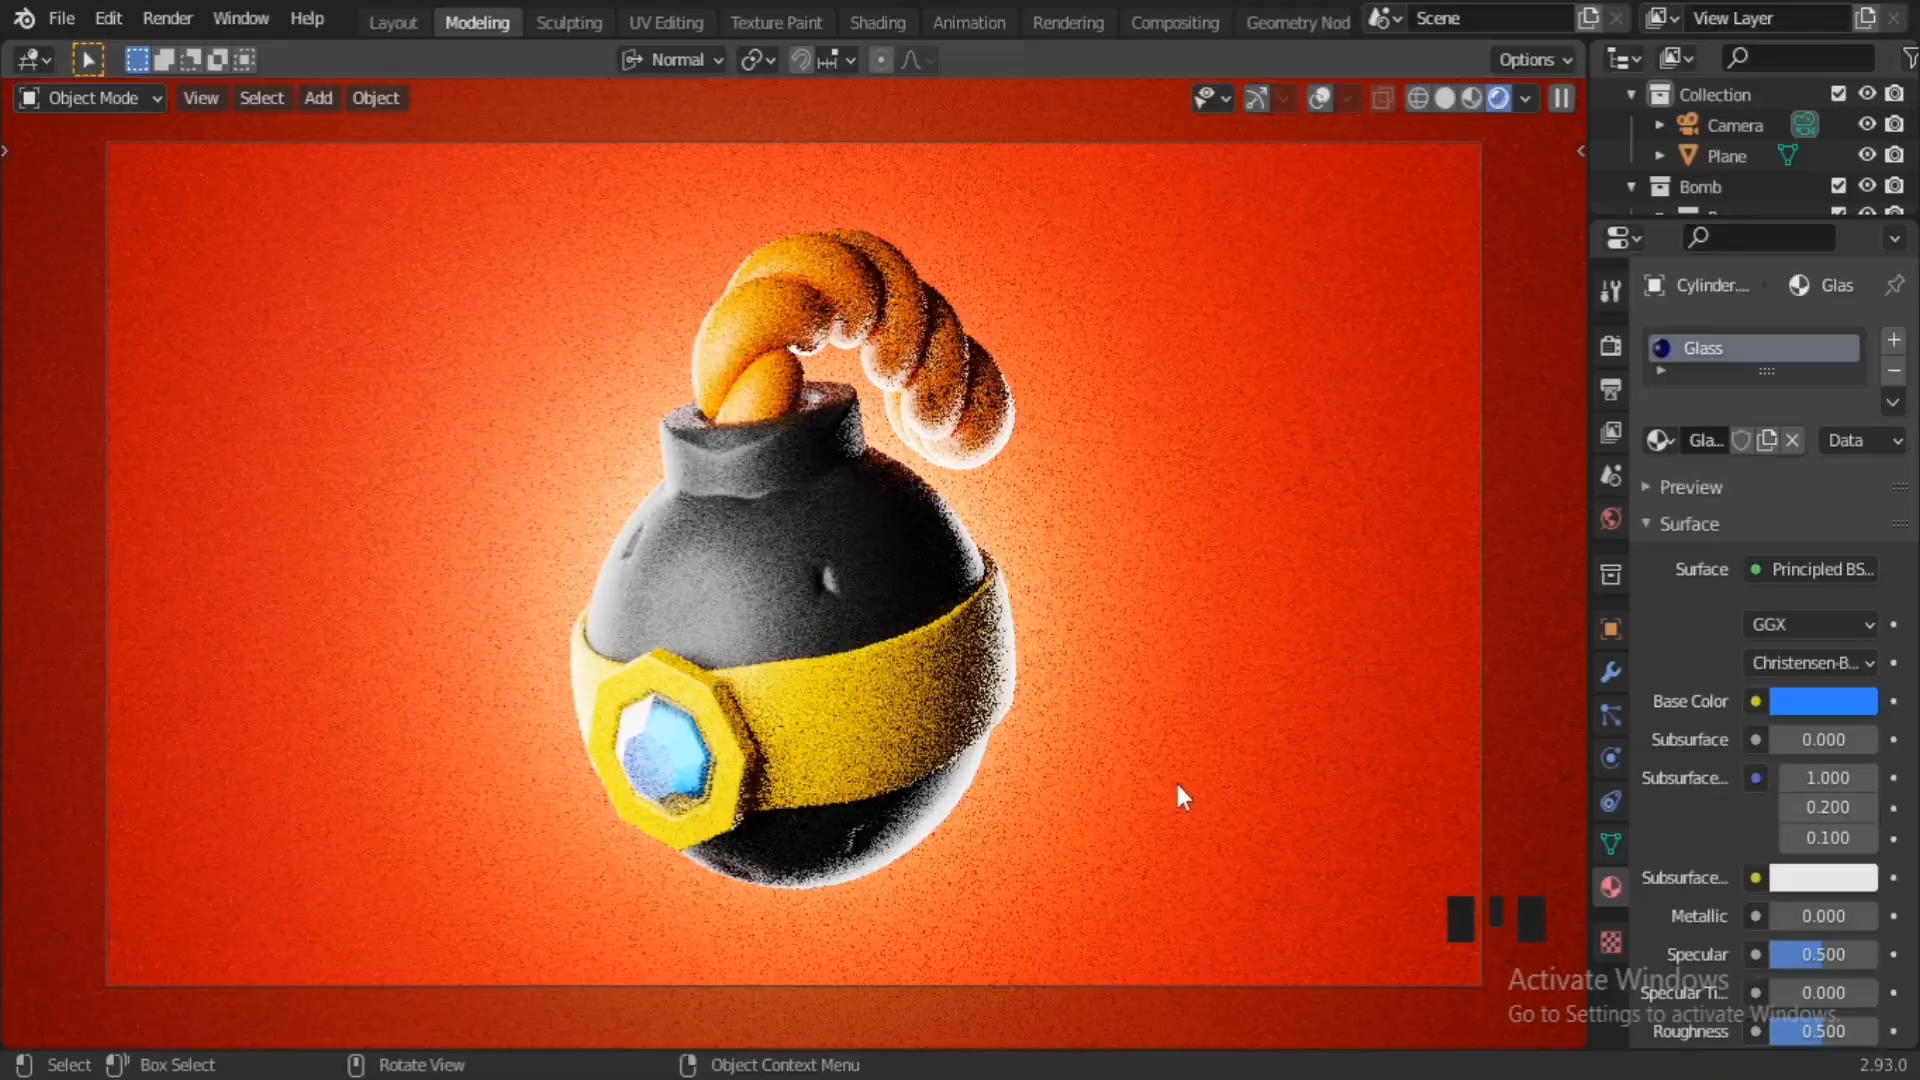 File Edit Render Window Help
Layout Modeling Sculpting UV Editing Texture Paint Shading Animation Rendering Compositing Geometry Nod
Scene
View Layer
Normal
Options
Object Mode View Select Add Object
Collection
Camera
Plane
Bomb
Cylinder.... Glas
Glass
Gla... Data
Preview
Surface
Surface Principled BS...
GGX
Christensen-B...
Base Color
Subsurface 0.000
Subsurface... 1.000
0.200
0.100
Subsurface...
Metallic 0.000
Specular 0.500
Activate Windows
Specular Ti... 0.000
Go to Settings to activate Windows.
Roughness 0.500
Select Box Select Rotate View Object Context Menu 2.93.0